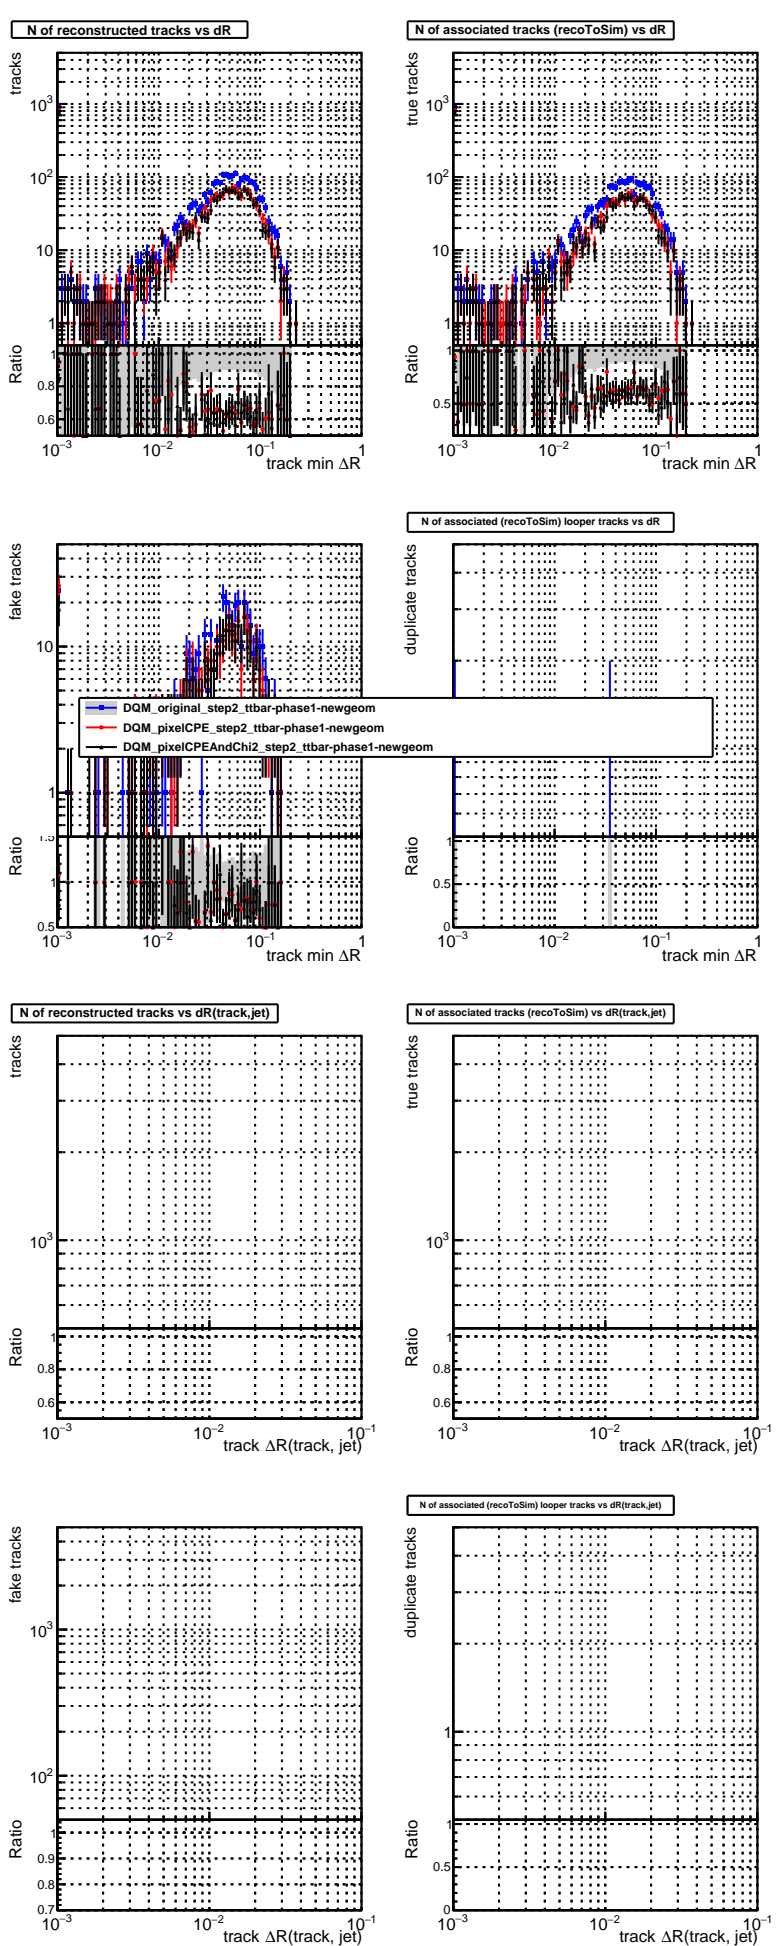 N of reconstructed tracks vs dR
tracks
10³
10²
10
1
Ratio
1
0.8
0.6
10⁻³ 10⁻² 10⁻¹ 1
track min ΔR
N of associated tracks (recoToSim) vs dR
true tracks
10³
10²
10
1
Ratio
1
0.5
10⁻³ 10⁻² 10⁻¹ 1
track min ΔR
fake tracks
10
1
Ratio
1.5
1
0.5
10⁻³ 10⁻² 10⁻¹ 1
track min ΔR
N of associated (recoToSim) looper tracks vs dR
duplicate tracks
Ratio
1
0.5
0
10⁻³ 10⁻² 10⁻¹ 1
track min ΔR
DQM_original_step2_ttbar-phase1-newgeom
DQM_pixelCPE_step2_ttbar-phase1-newgeom
DQM_pixelCPEAndChi2_step2_ttbar-phase1-newgeom
N of reconstructed tracks vs dR(track,jet)
tracks
10³
Ratio
1
0.8
0.6
10⁻³ 10⁻² 10⁻¹
track ΔR(track, jet)
N of associated tracks (recoToSim) vs dR(track,jet)
true tracks
10³
Ratio
1
0.8
0.6
10⁻³ 10⁻² 10⁻¹
track ΔR(track, jet)
fake tracks
10³
10²
Ratio
1
0.9
0.8
0.7
10⁻³ 10⁻² 10⁻¹
track ΔR(track, jet)
N of associated (recoToSim) looper tracks vs dR(track,jet)
duplicate tracks
1
Ratio
1
0.5
0
10⁻³ 10⁻² 10⁻¹
track ΔR(track, jet)